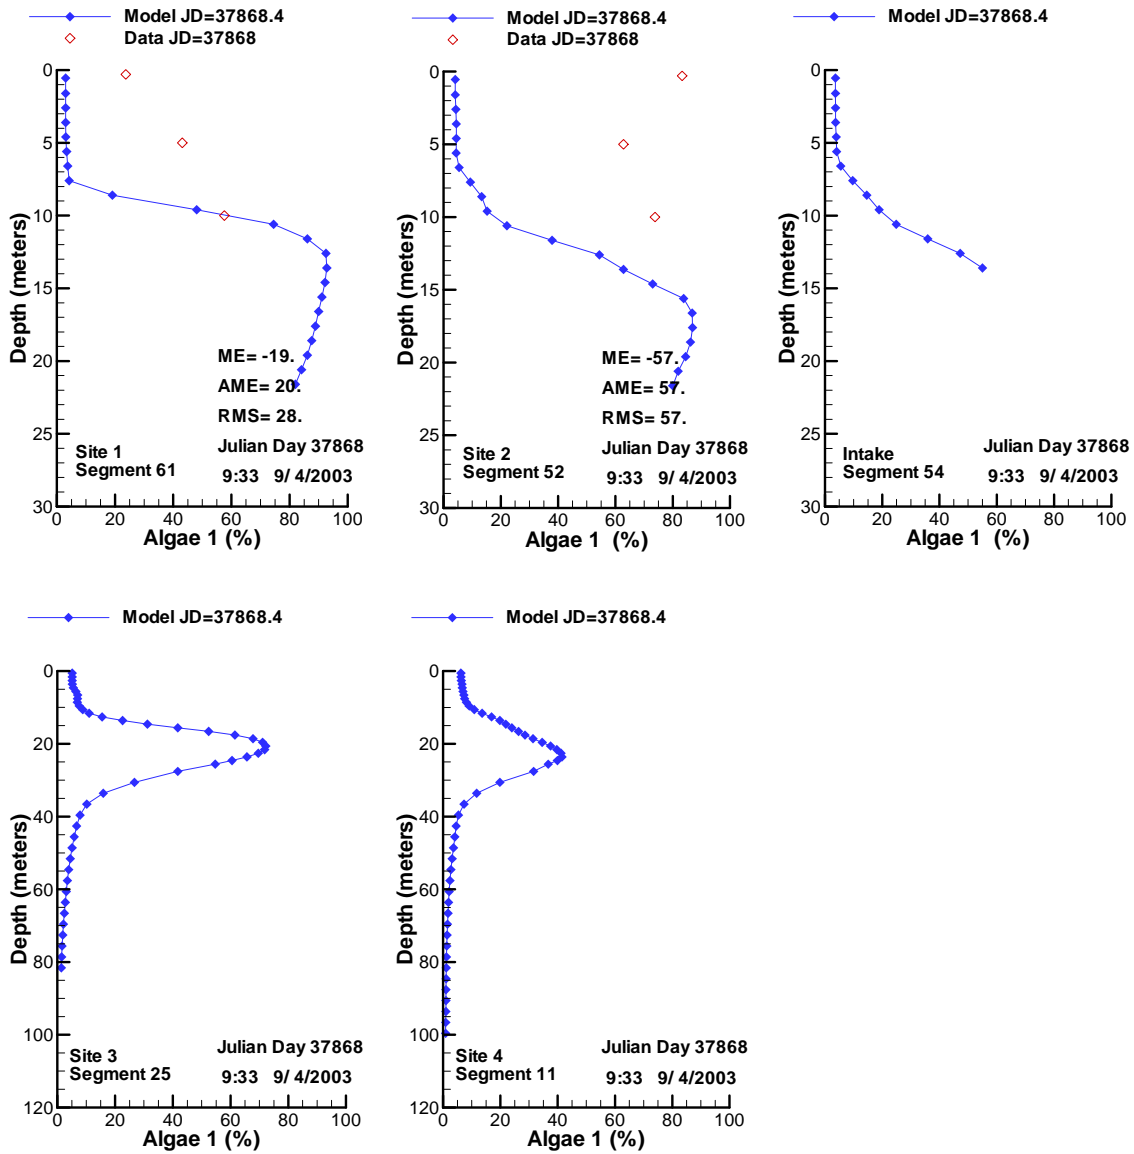 Model JD=37868.4
Data JD=37868
0
5
10
15
20
25
30
Depth (meters)
ME= -19.
AME= 20.
RMS= 28.
Site 1
Segment 61
Julian Day 37868
9:33 9/ 4/2003
0 20 40 60 80 100
Algae 1 (%)
Model JD=37868.4
Data JD=37868
0
5
10
15
20
25
30
Depth (meters)
ME= -57.
AME= 57.
RMS= 57.
Site 2
Segment 52
Julian Day 37868
9:33 9/ 4/2003
0 20 40 60 80 100
Algae 1 (%)
Model JD=37868.4
0
5
10
15
20
25
30
Depth (meters)
Intake
Segment 54
Julian Day 37868
9:33 9/ 4/2003
0 20 40 60 80 100
Algae 1 (%)
Model JD=37868.4
0
20
40
60
80
100
120
Depth (meters)
Site 3
Segment 25
Julian Day 37868
9:33 9/ 4/2003
0 20 40 60 80 100
Algae 1 (%)
Model JD=37868.4
0
20
40
60
80
100
120
Depth (meters)
Site 4
Segment 11
Julian Day 37868
9:33 9/ 4/2003
0 20 40 60 80 100
Algae 1 (%)